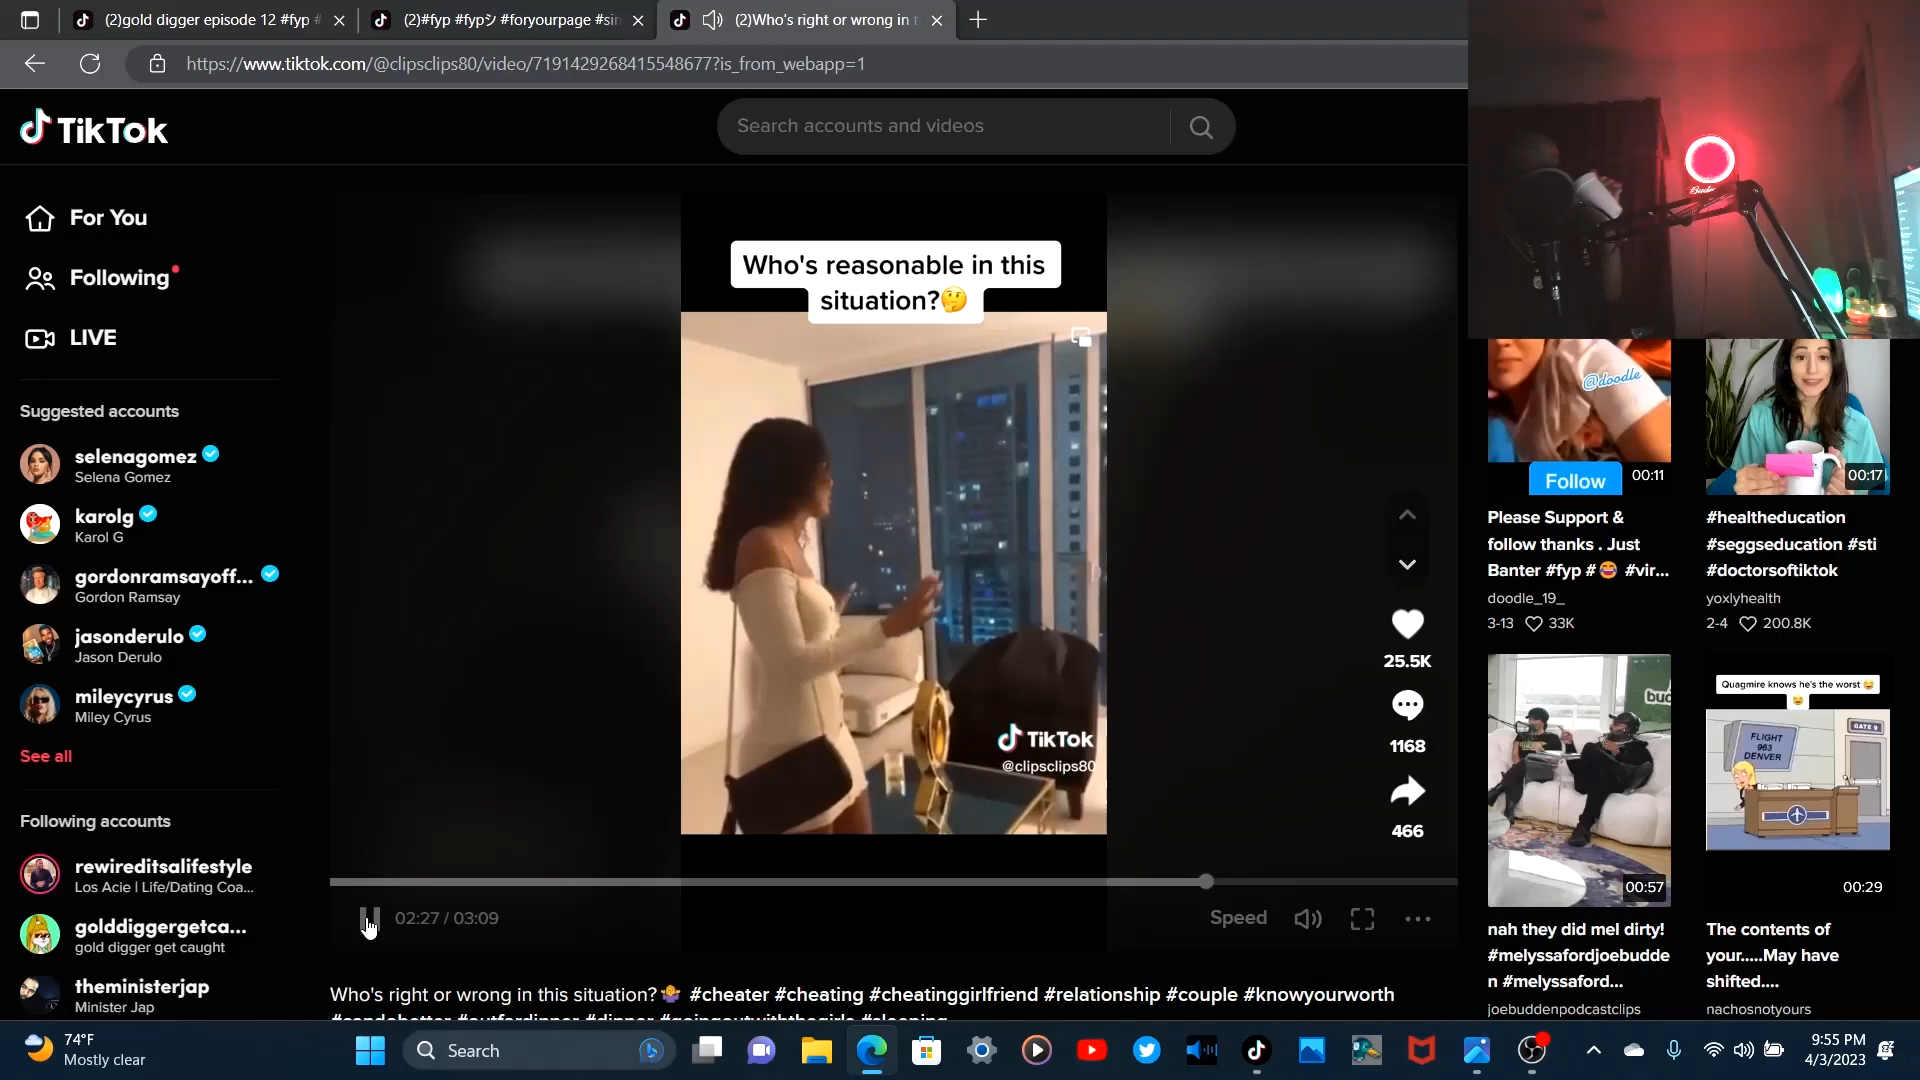 (2)gold digger episode 12 #fyp #
(2)#fyp #fypシ #foryourpage #sin
(2)Who's right or wrong in t
https://www.tiktok.com/@clipsclips80/video/7191429268415548677?is_from_webapp=1
TikTok
Search accounts and videos
For You
Following
LIVE
Suggested accounts
selenagomez
Selena Gomez
karolg
Karol G
gordonramsayoff...
Gordon Ramsay
jasonderulo
Jason Derulo
mileycyrus
Miley Cyrus
See all
Following accounts
rewireditsalifestyle
Los Acie | Life/Dating Coa...
golddiggergetca...
gold digger get caught
theministerjap
Minister Jap
Who's reasonable in this
situation?🤔
TikTok
@clipsclips80
25.5K
1168
466
02:27 / 03:09
Speed
Who's right or wrong in this situation?🤷 #cheater #cheating #cheatinggirlfriend #relationship #couple #knowyourworth
#candobetter #outfordinner #dinner #goingoutwiththegirls #sleeping
@doodle
Follow
00:11
Please Support &
follow thanks . Just
Banter #fyp #😂 #vir...
doodle_19_
3-13 33K
00:17
#healtheducation
#seggseducation #sti
#doctorsoftiktok
yoxlyhealth
2-4 200.8K
00:57
nah they did mel dirty!
#melyssafordjoebudde
n #melyssaford...
joebuddenpodcastclips
Quagmire knows he's the worst 😂
😂
GATE 9
FLIGHT
963
DENVER
00:29
The contents of
your.....May have
shifted....
nachosnotyours
74°F
Mostly clear
Search
9:55 PM
4/3/2023